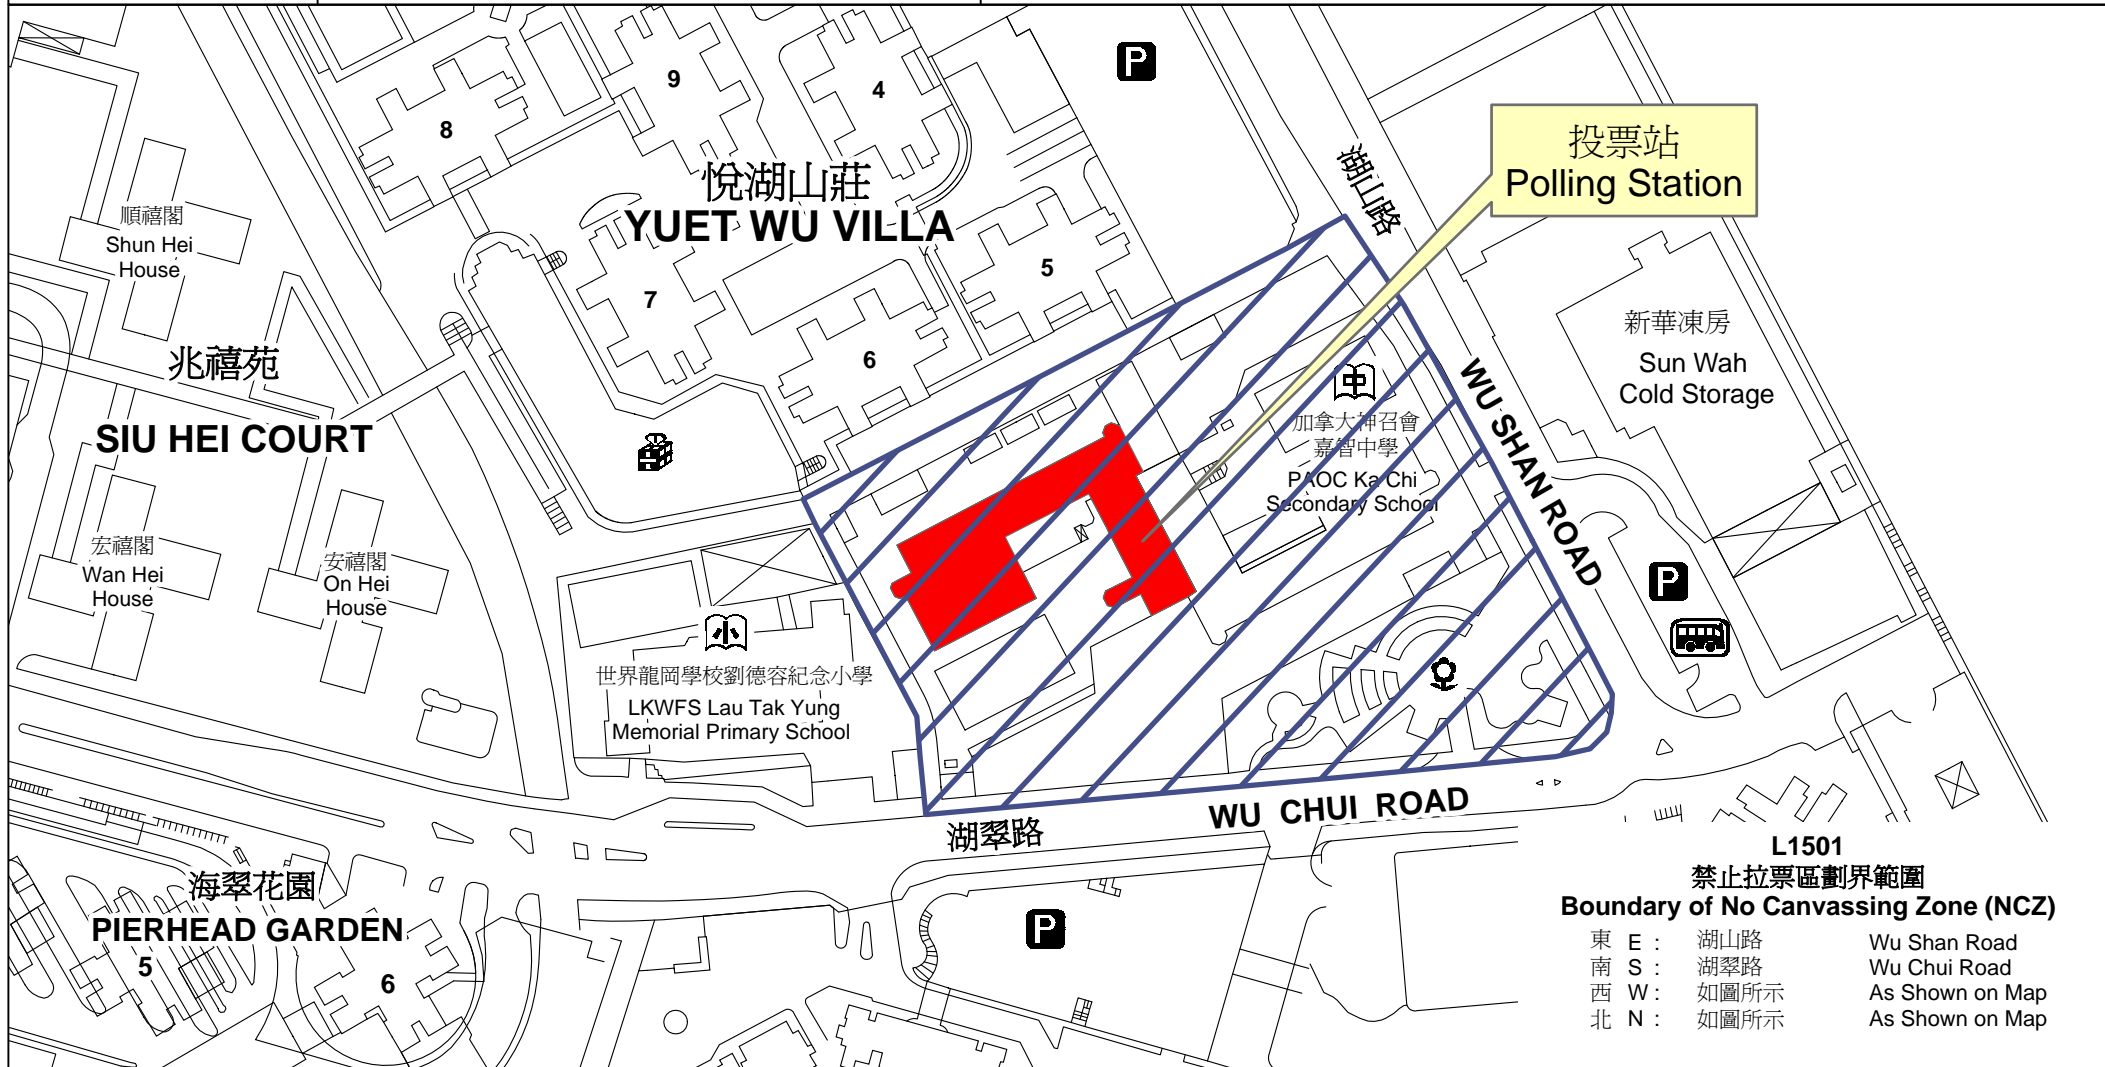 9
4
8
悅湖山莊
YUET WU VILLA
湖山路
投票站
Polling Station
順禧閣
Shun Hei
House
7
5
6
新華凍房
Sun Wah
Cold Storage
兆禧苑
SIU HEI COURT
中
加拿大神召會
嘉智中學
PAOC Ka Chi
Secondary School
WU SHAN ROAD
宏禧閣
Wan Hei
House
安禧閣
On Hei
House
小
世界龍岡學校劉德容紀念小學
LKWFS Lau Tak Yung
Memorial Primary School
P
P
湖翠路
WU CHUI ROAD
海翠花園
PIERHEAD GARDEN
5
6
P
L1501
禁止拉票區劃界範圍
Boundary of No Canvassing Zone (NCZ)
東 E : 湖山路 Wu Shan Road
南 S : 湖翠路 Wu Chui Road
西 W : 如圖所示 As Shown on Map
北 N : 如圖所示 As Shown on Map